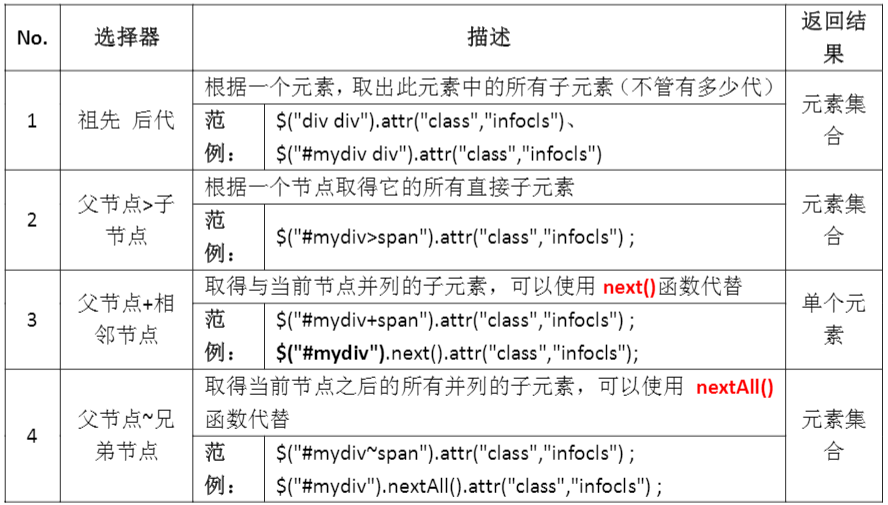 No. 选择器 描述 返回结
果
根据一个元素，取出此元素中的所有子元素（不管有多少代）
1 祖先 后代 元素集
合
范
例：
$("div div").attr("class","infocls")、
$("#mydiv div").attr("class","infocls")
根据一个节点取得它的所有直接子元素
2 父节点>子
节点
元素集
合
范
例：
$("#mydiv>span").attr("class","infocls") ;
取得与当前节点并列的子元素，可以使用 next()函数代替
3 父节点+相
邻节点
单个元
素
范
例：
$("#mydiv+span").attr("class","infocls") ;
$("#mydiv").next().attr("class","infocls");
取得当前节点之后的所有并列的子元素，可以使用 nextAll()
函数代替
4 父节点~兄
弟节点
元素集
合
范
例：
$("#mydiv~span").attr("class","infocls") ;
$("#mydiv").nextAll().attr("class","infocls") ;